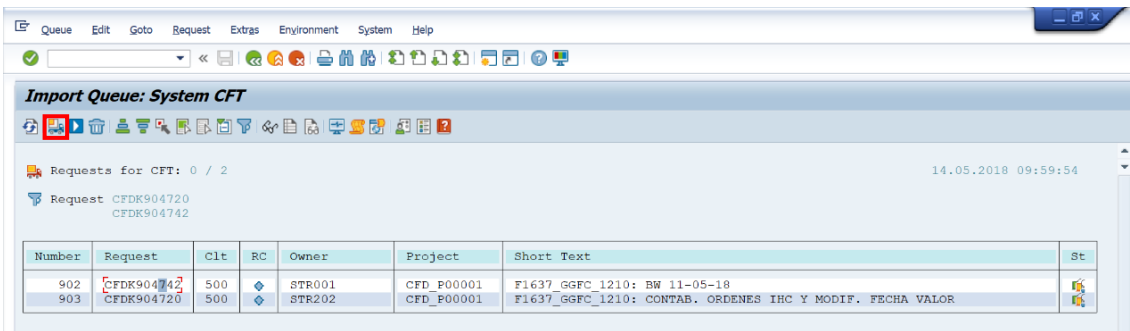 Queue Edit Goto Request Extras Environment System Help
Import Queue: System CFT
Requests for CFT: 0 / 2 14.05.2018 09:59:54
Request CFDK904720
CFDK904742
Number Request Clt RC Owner Project Short Text St
902 CFDK904742 500 STR001 CFD_P00001 F1637_GGFC_1210: BW 11-05-18
903 CFDK904720 500 STR202 CFD_P00001 F1637_GGFC_1210: CONTAB. ORDENES IHC Y MODIF. FECHA VALOR